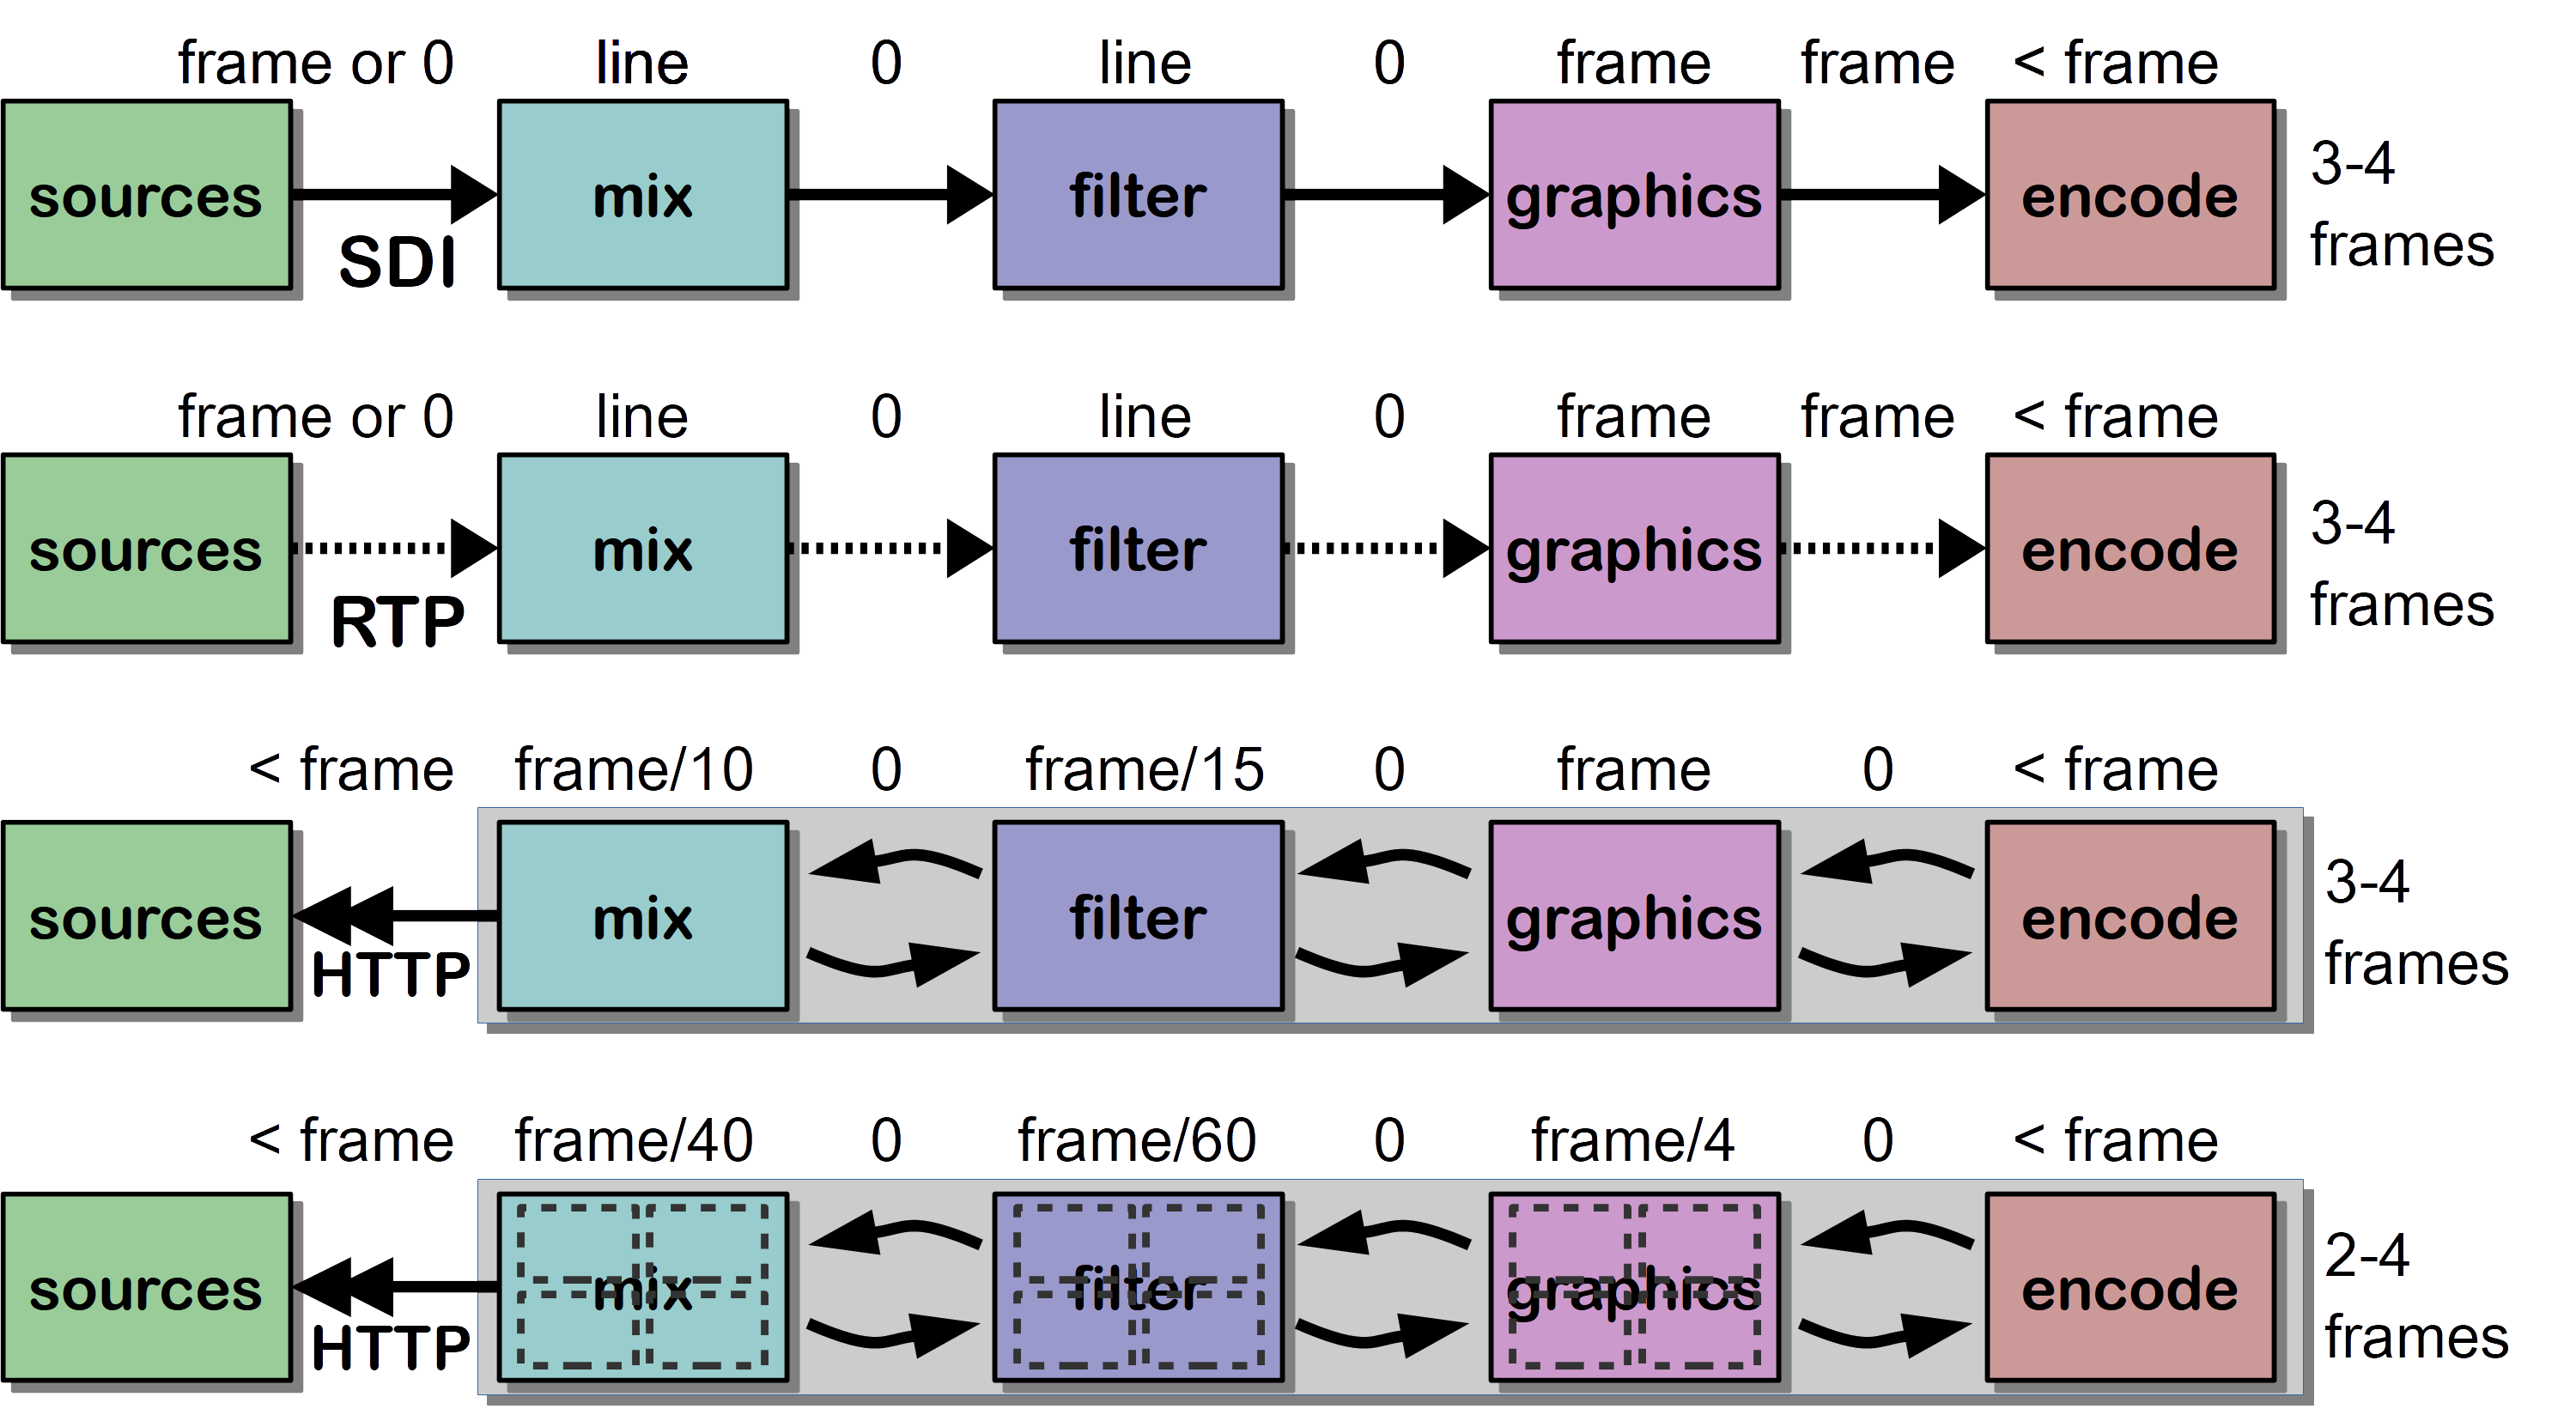 frame or 0 line 0 line 0 frame frame < frame
sources mix filter graphics encode 3-4
SDI frames
frame or 0 line 0 line 0 frame frame < frame
sources mix filter graphics encode 3-4
RTP frames
< frame frame/10 0 frame/15 0 frame 0 < frame
sources mix filter graphics encode 3-4
HTTP frames
< frame frame/40 0 frame/60 0 frame/4 0 < frame
sources mix filter graphics encode 2-4
HTTP frames